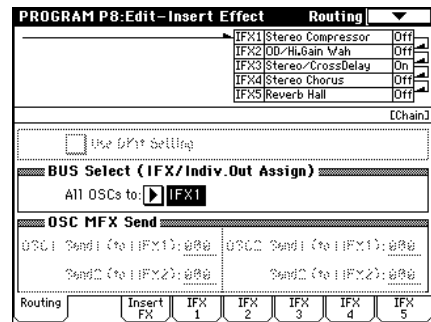 PROGRAM P8:Edit-Insert Effect Routing
IFX1 Stereo Compressor Off
IFX2 OD/Hi.Gain Wah Off
IFX3 Stereo/CrossDelay On
IFX4 Stereo Chorus Off
IFX5 Reverb Hall Off
[Chain]
Use DKit Setting
BUS Select (IFX/Indiv.Out Assign)
All OSCs to: IFX1
OSC MFX Send
OSC1 Send1 (to MFX1): 000 OSC2 Send1 (to MFX1): 000
Send2 (to MFX2): 000 Send2 (to MFX2): 000
Routing Insert FX IFX 1 IFX 2 IFX 3 IFX 4 IFX 5